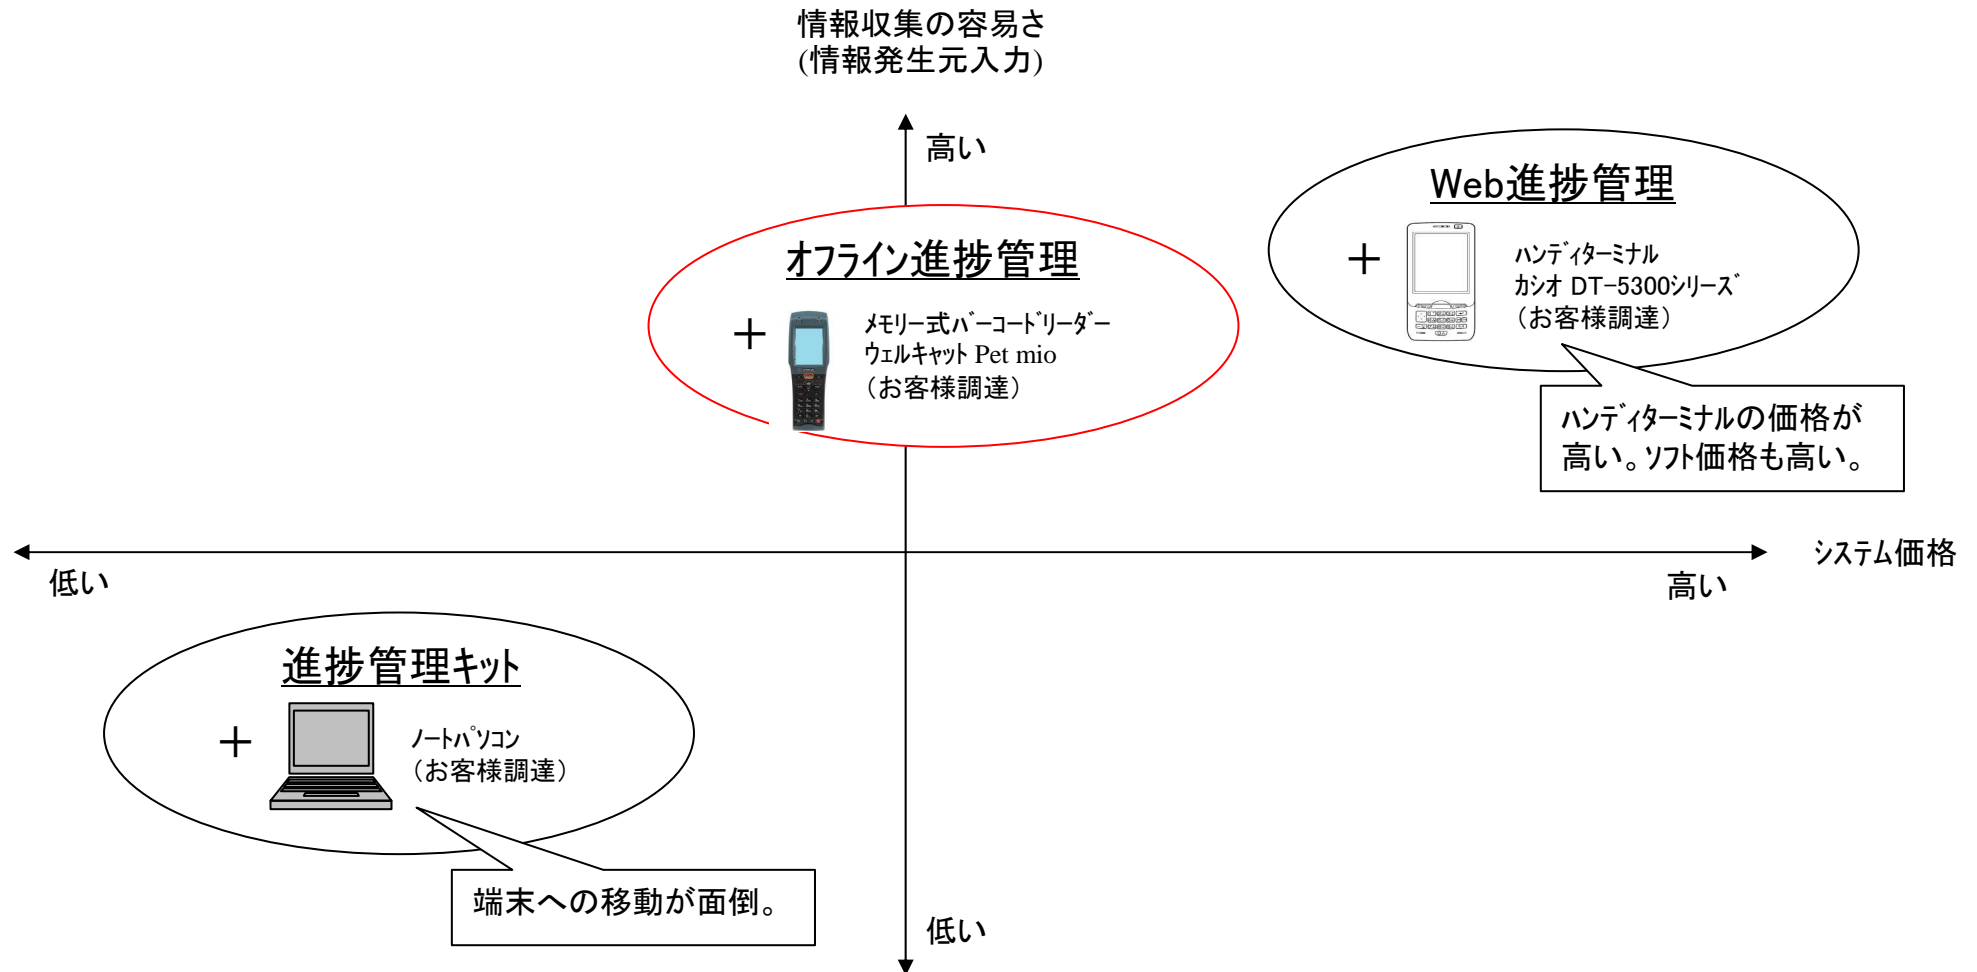 情報収集の容易さ
(情報発生元入力)
高い
Web進捗管理
＋
ﾊﾝﾃﾞｨﾀｰﾐﾅﾙ
ｶｼｵ DT-5300ｼﾘｰｽﾞ
（お客様調達）
ﾊﾝﾃﾞｨﾀｰﾐﾅﾙの価格が
高い。ｿﾌﾄ価格も高い。
ｵﾌﾗｲﾝ進捗管理
＋
ﾒﾓﾘｰ式ﾊﾞｰｺｰﾄﾞﾘｰﾀﾞｰ
ｳｪﾙｷｬｯﾄ Pet mio
（お客様調達）
システム価格
低い
高い
進捗管理ｷｯﾄ
＋
ﾉｰﾄﾊﾟｿｺﾝ
（お客様調達）
端末への移動が面倒。
低い